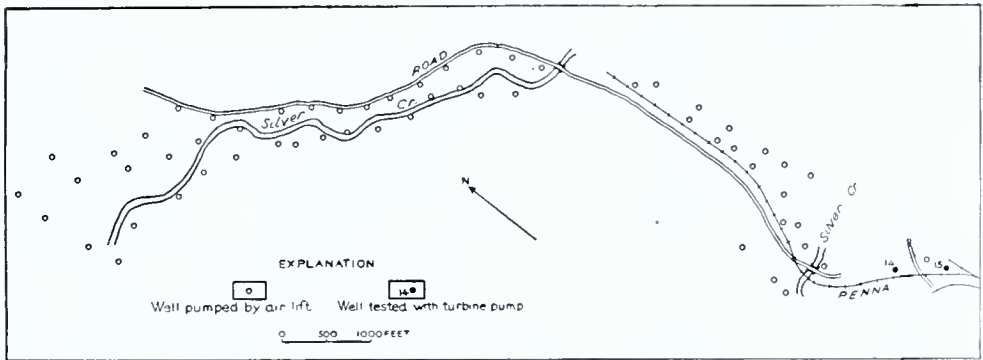 ROAD
Silver Cr.
N
Silver Cr
14
15
PENNA
EXPLANATION
14
Well pumped by air lift
Well tested with turbine pump
0 500 1000 FEET